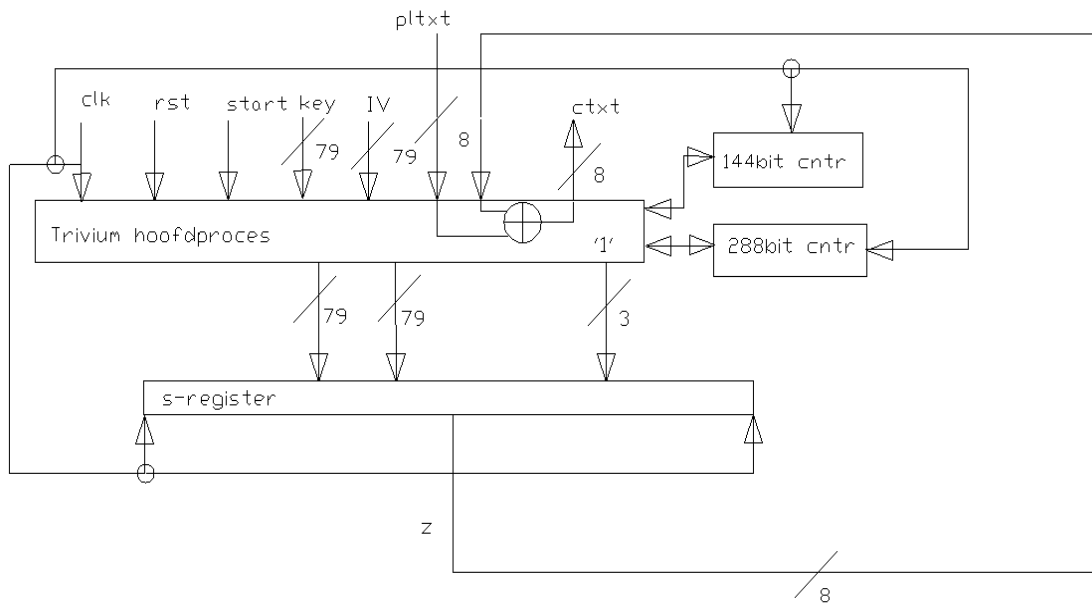 pltxt
clk
rst
start key
IV
ctxt
79
79
8
8
144bit cntr
Trivium hoofdproces
'1'
288bit cntr
79
79
3
s-register
z
8